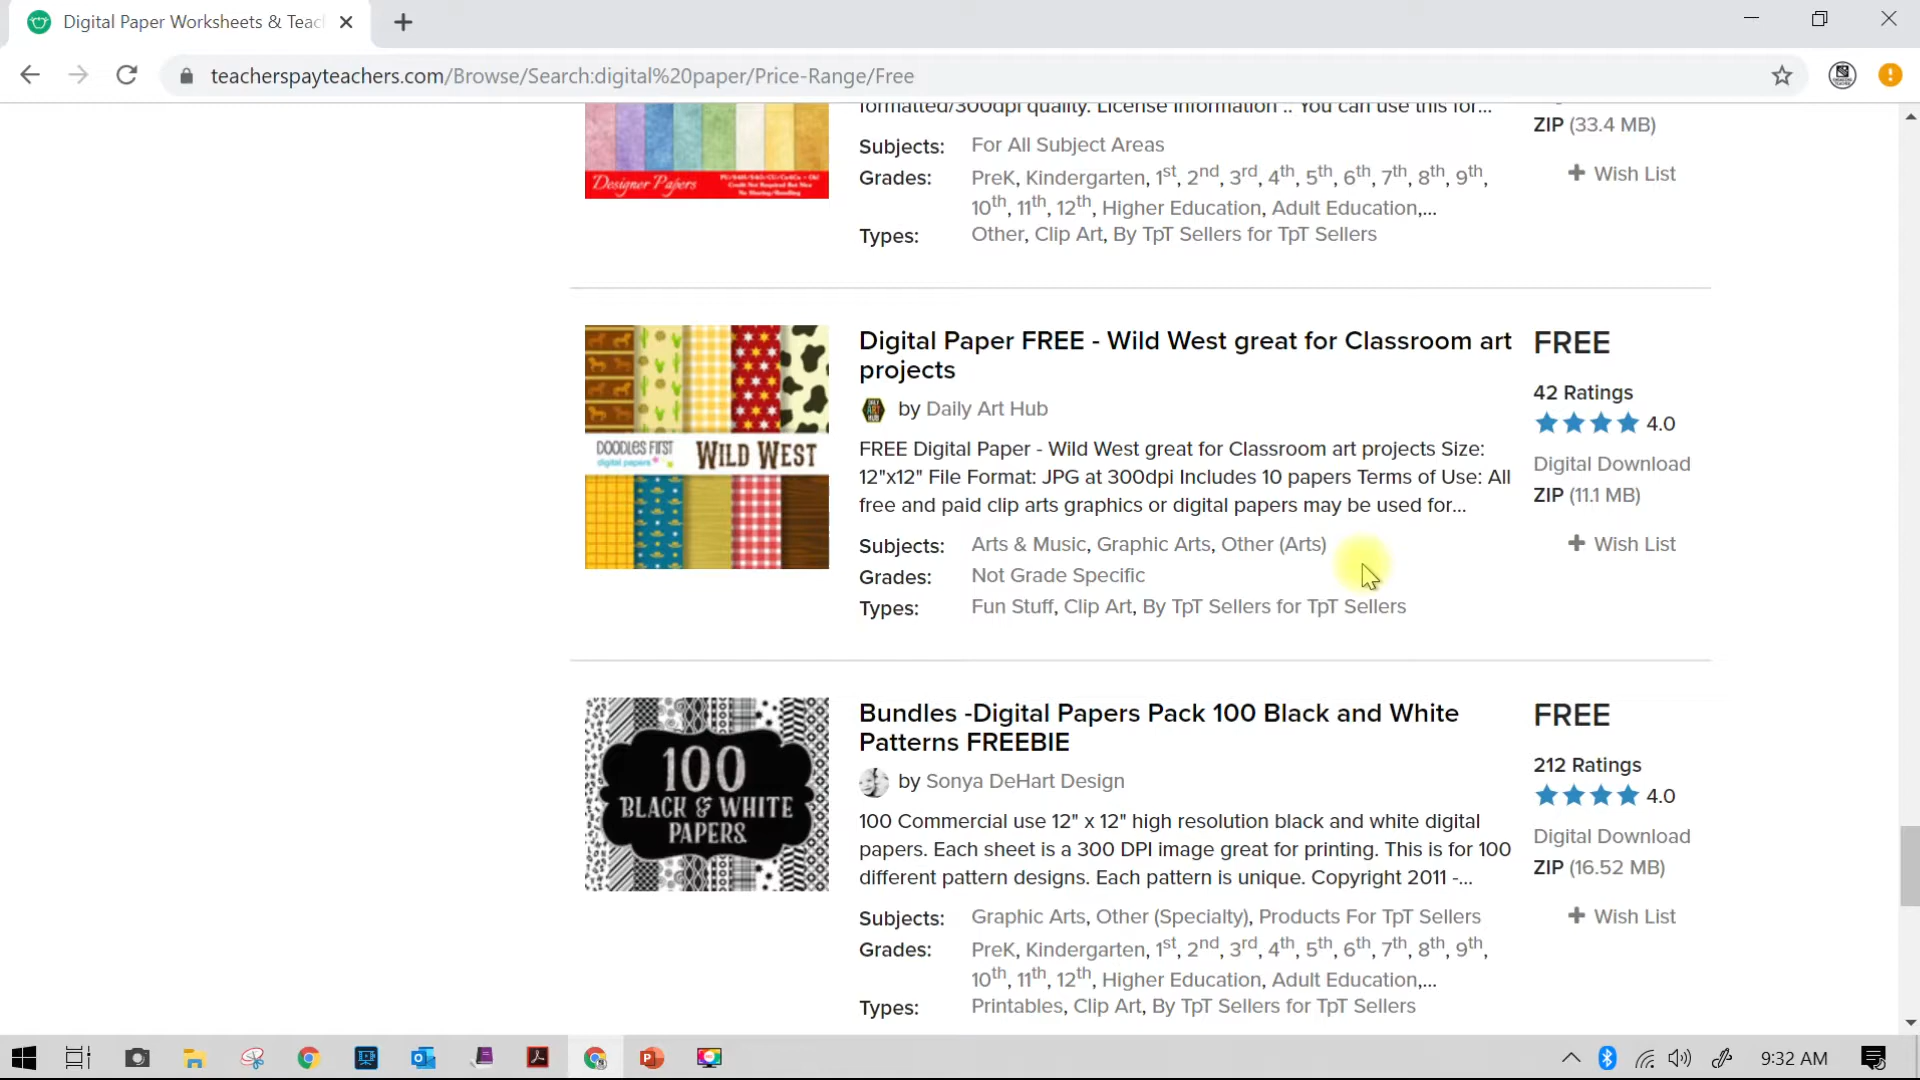 Digital Paper Worksheets & Teac
teacherspayteachers.com/Browse/Search:digital%20paper/Price-Range/Free
formatted/300dpi quality. License Information .. You can use this for...
ZIP (33.4 MB)
Subjects: For All Subject Areas
+ Wish List
Designer Papers
Grades: PreK, Kindergarten, 1st, 2nd, 3rd, 4th, 5th, 6th, 7th, 8th, 9th,
10th, 11th, 12th, Higher Education, Adult Education,...
Types: Other, Clip Art, By TpT Sellers for TpT Sellers
Digital Paper FREE - Wild West great for Classroom art
projects
FREE
42 Ratings
4.0
by Daily Art Hub
FREE Digital Paper - Wild West great for Classroom art projects Size:
12"x12" File Format: JPG at 300dpi Includes 10 papers Terms of Use: All
free and paid clip arts graphics or digital papers may be used for...
DOODLES FIRST
digital papers
WILD WEST
Digital Download
ZIP (11.1 MB)
Subjects: Arts & Music, Graphic Arts, Other (Arts)
+ Wish List
Grades: Not Grade Specific
Types: Fun Stuff, Clip Art, By TpT Sellers for TpT Sellers
Bundles -Digital Papers Pack 100 Black and White
Patterns FREEBIE
FREE
212 Ratings
4.0
by Sonya DeHart Design
100
BLACK & WHITE
PAPERS
100 Commercial use 12" x 12" high resolution black and white digital
papers. Each sheet is a 300 DPI image great for printing. This is for 100
different pattern designs. Each pattern is unique. Copyright 2011 -...
Digital Download
ZIP (16.52 MB)
Subjects: Graphic Arts, Other (Specialty), Products For TpT Sellers
+ Wish List
Grades: PreK, Kindergarten, 1st, 2nd, 3rd, 4th, 5th, 6th, 7th, 8th, 9th,
10th, 11th, 12th, Higher Education, Adult Education,...
Types: Printables, Clip Art, By TpT Sellers for TpT Sellers
9:32 AM